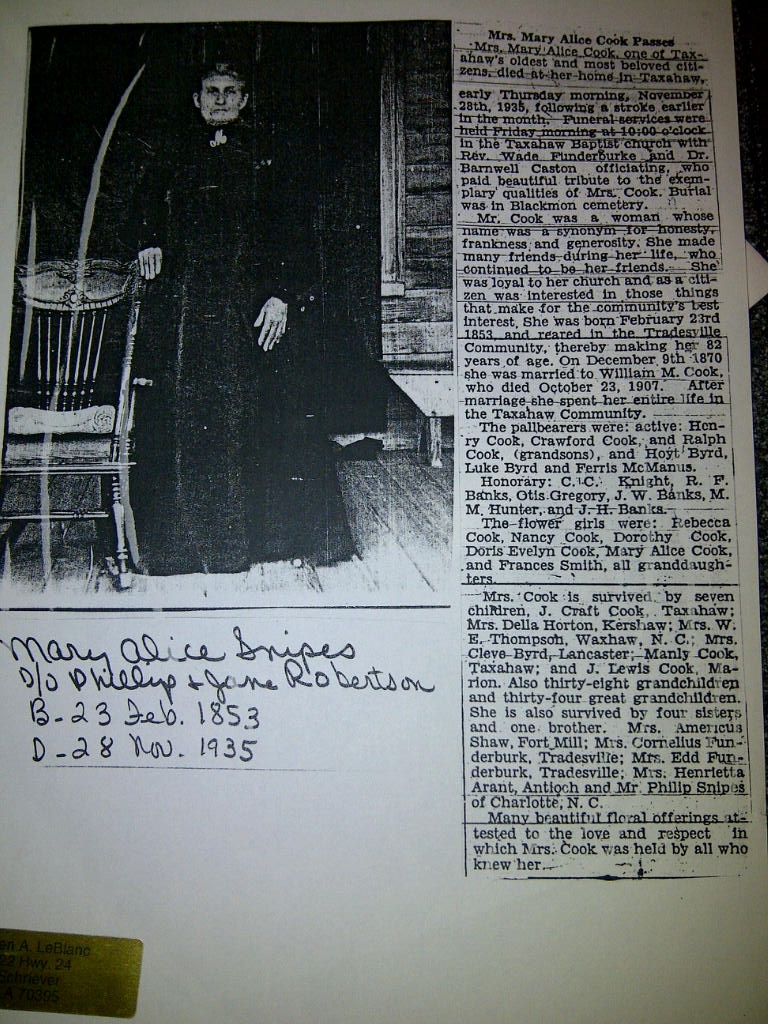 Mrs. Mary Alice Cook Passes
Mrs. Mary Alice Cook, one of Tax-
ahaw's oldest and most beloved citi-
zens, died at her home in Taxahaw,
early Thursday morning, November
28th, 1935, following a stroke earlier
in the month. Funeral services were
held Friday morning at 10:00 o'clock
in the Taxahaw Baptist church with
Rev. Wade Funderburke and Dr.
Barnwell Caston officiating, who
paid beautiful tribute to the exem-
plary qualities of Mrs. Cook. Burial
was in Blackmon cemetery.
Mr. Cook was a woman whose
name was a synonym for honesty,
frankness and generosity. She made
many friends during her life, who
continued to be her friends. She
was loyal to her church and as a citi-
zen was interested in those things
that make for the community's best
interest. She was born February 23rd
1853, and reared in the Tradesville
Community, thereby making her 82
years of age. On December 9th 1870
she was married to William M. Cook,
who died October 23, 1907. After
marriage she spent her entire life in
the Taxahaw Community.
The pallbearers were: active: Hen-
ry Cook, Crawford Cook, and Ralph
Cook, (grandsons), and Hoyt Byrd,
Luke Byrd and Ferris McManus.
Honorary: C. C. Knight, R. F.
Banks, Otis Gregory, J. W. Banks, M.
M. Hunter, and J. H. Banks.
The flower girls were: Rebecca
Cook, Nancy Cook, Dorothy Cook,
Doris Evelyn Cook, Mary Alice Cook,
and Frances Smith, all granddaugh-
ters.
Mrs. Cook is survived by seven
children, J. Craft Cook, Taxahaw;
Mrs. Della Horton, Kershaw; Mrs. W.
E. Thompson, Waxhaw, N. C.; Mrs.
Cleve Byrd, Lancaster; Manly Cook,
Taxahaw; and J. Lewis Cook, Ma-
rion. Also thirty-eight grandchildren
and thirty-four great grandchildren.
She is also survived by four sisters
and one brother. Mrs. Americus
Shaw, Fort Mill; Mrs. Cornelius Fun-
derburk, Tradesville; Mrs. Edd Fun-
derburk, Tradesville; Mrs. Henrietta
Arant, Antioch and Mr. Philip Snipes
of Charlotte, N. C.
Many beautiful floral offerings at-
tested to the love and respect in
which Mrs. Cook was held by all who
knew her.
Mary Alice Snipes
D/o Phillip + Jane Robertson
B-23 Feb. 1853
D-28 Nov. 1935
en A. LeBlanc
22 Hwy. 24
Schriever
A 70395